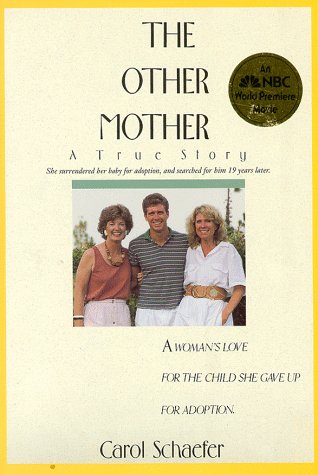 THE
OTHER
MOTHER
A True Story
She surrendered her baby for adoption, and searched for him 19 years later.
An
NBC
World Premiere
Movie
A WOMAN'S LOVE
FOR THE CHILD SHE GAVE UP
FOR ADOPTION.
Carol Schaefer